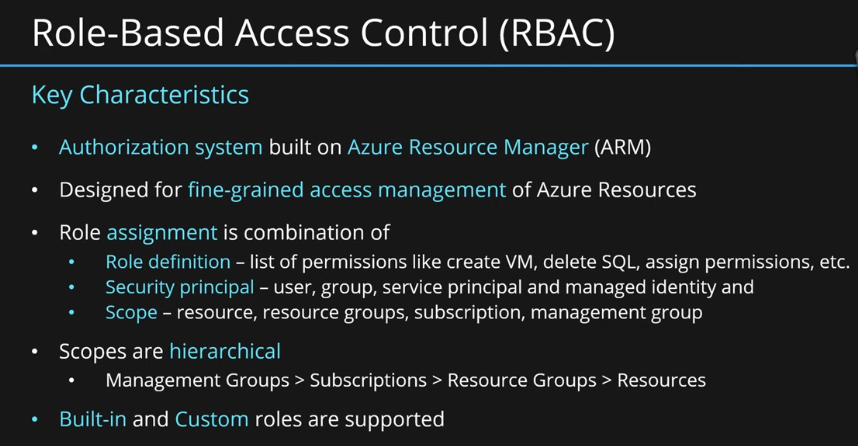 Role-Based Access Control (RBAC)
Key Characteristics
• Authorization system built on Azure Resource Manager (ARM)
• Designed for fine-grained access management of Azure Resources
• Role assignment is combination of
• Role definition – list of permissions like create VM, delete SQL, assign permissions, etc.
• Security principal – user, group, service principal and managed identity and
• Scope – resource, resource groups, subscription, management group
• Scopes are hierarchical
• Management Groups > Subscriptions > Resource Groups > Resources
• Built-in and Custom roles are supported